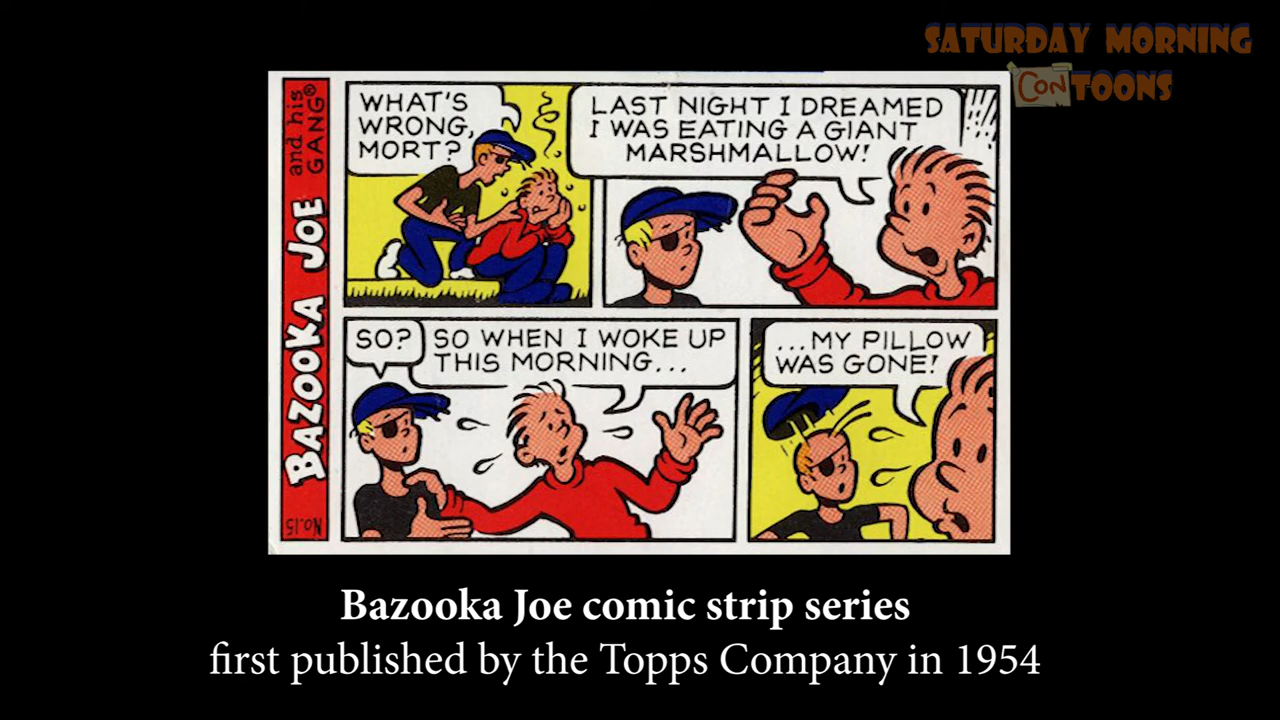 SATURDAY MORNING
CON TOONS
BAZOOKA JOE
and his
GANG®
No.15
WHAT'S
WRONG,
MORT?
LAST NIGHT I DREAMED
I WAS EATING A GIANT
MARSHMALLOW!
SO?
SO WHEN I WOKE UP
THIS MORNING...
...MY PILLOW
WAS GONE!
Bazooka Joe comic strip series
first published by the Topps Company in 1954